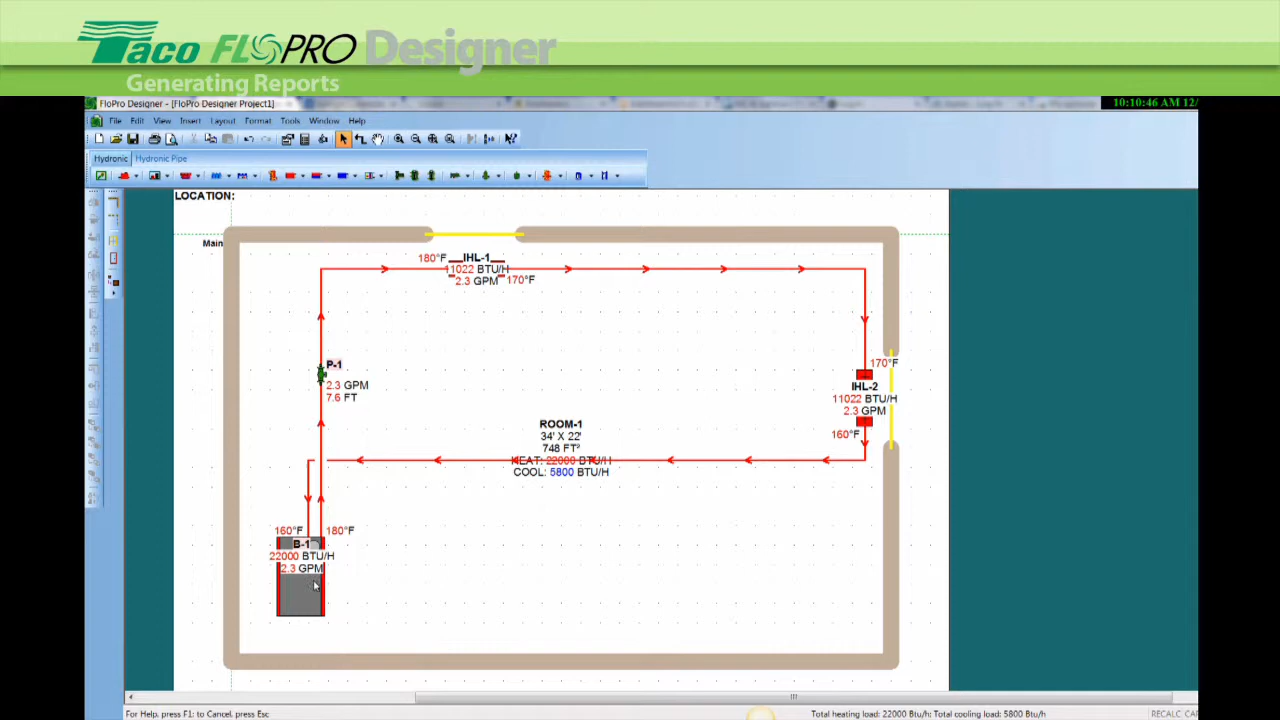 Taco FLOPRO Designer
Generating Reports
FloPro Designer - [FloPro Designer Project1]
10:10:46 AM 12/
File Edit View Insert Layout Format Tools Window Help
Hydronic Hydronic Pipe
LOCATION:
Main
180°F IHL-1
11022 BTU/H
2.3 GPM 170°F
P-1
2.3 GPM
7.6 FT
170°F
IHL-2
11022 BTU/H
2.3 GPM
160°F
ROOM-1
34' X 22'
748 FT²
HEAT: 22000 BTU/H
COOL: 5800 BTU/H
160°F 180°F
B-1
22000 BTU/H
2.3 GPM
For Help, press F1: to Cancel, press Esc
Total heating load: 22000 Btu/h: Total cooling load: 5800 Btu/h
RECALC CAP